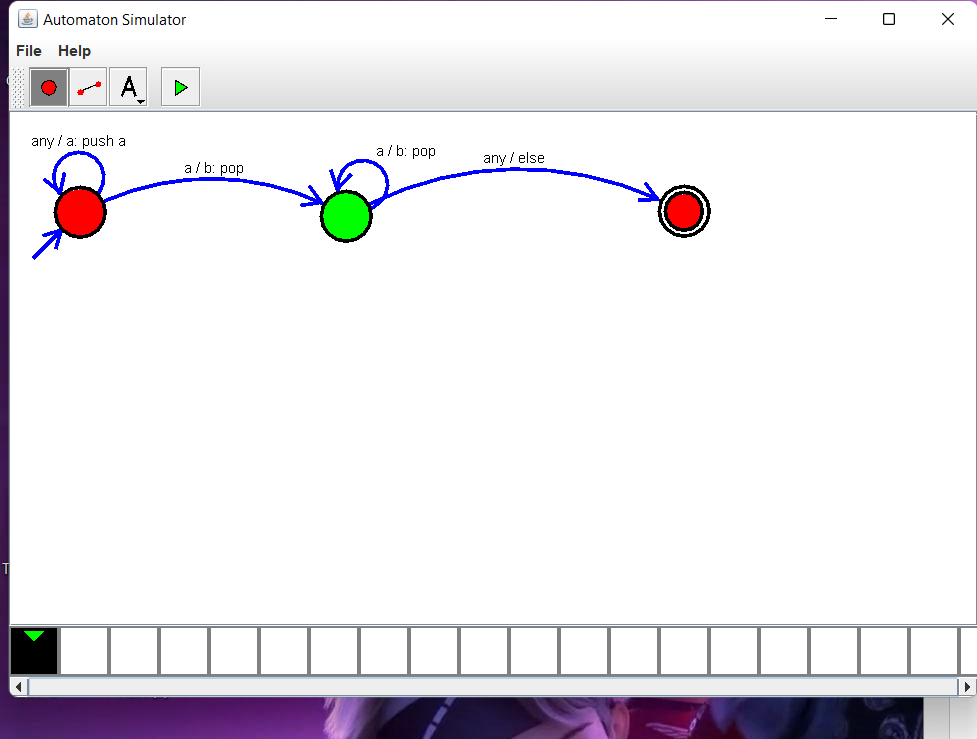 Automaton Simulator
File Help
A
any / a: push a
a / b: pop
a / b: pop
any / else
T